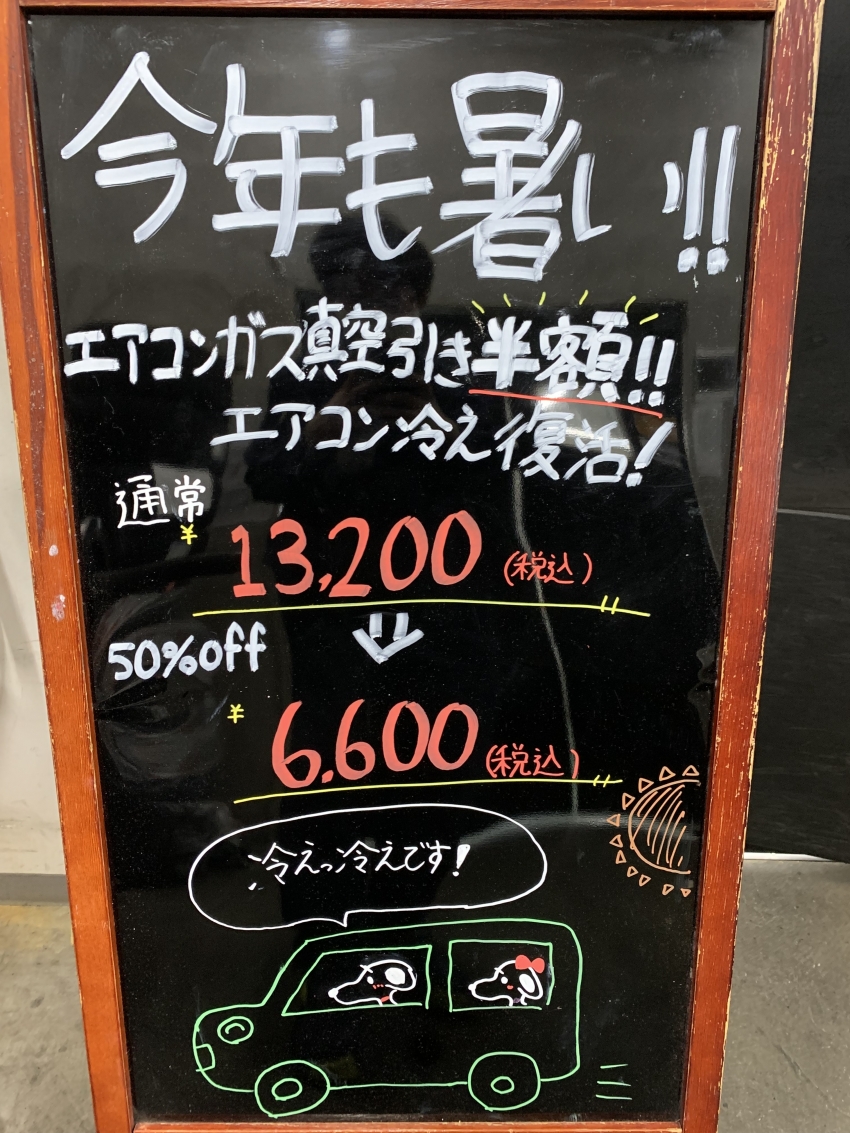 今年も暑い!!
エアコンガス真空引き半額!!
エアコン冷え復活!
通常
¥13,200(税込)
50%off
¥6.600(税込)
冷えっ冷えです!